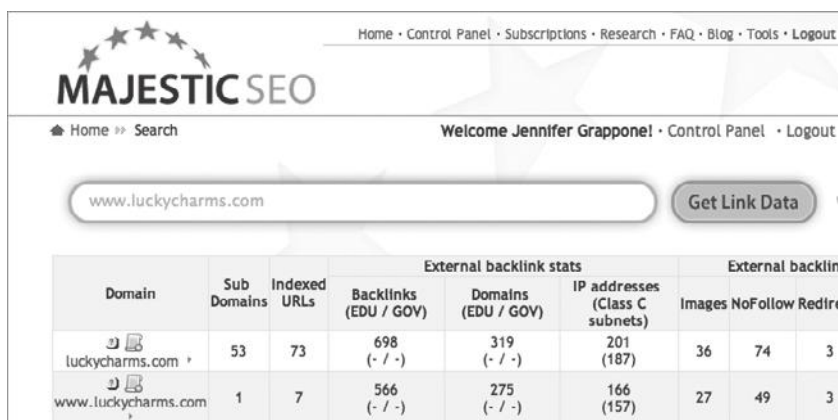 Home · Control Panel · Subscriptions · Research · FAQ · Blog · Tools · Logout
MAJESTIC SEO
Home » Search
Welcome Jennifer Grappone! · Control Panel · Logout
www.luckycharms.com
Get Link Data
External backlink stats
Domain
Sub Domains
Indexed URLs
Backlinks (EDU / GOV)
Domains (EDU / GOV)
IP addresses (Class C subnets)
Images NoFollow
luckycharms.com 53 73 698 (- / -) 319 (- / -) 201 (187) 36 74 3
www.luckycharms.com 1 7 566 (- / -) 275 (- / -) 166 (157) 27 49 3